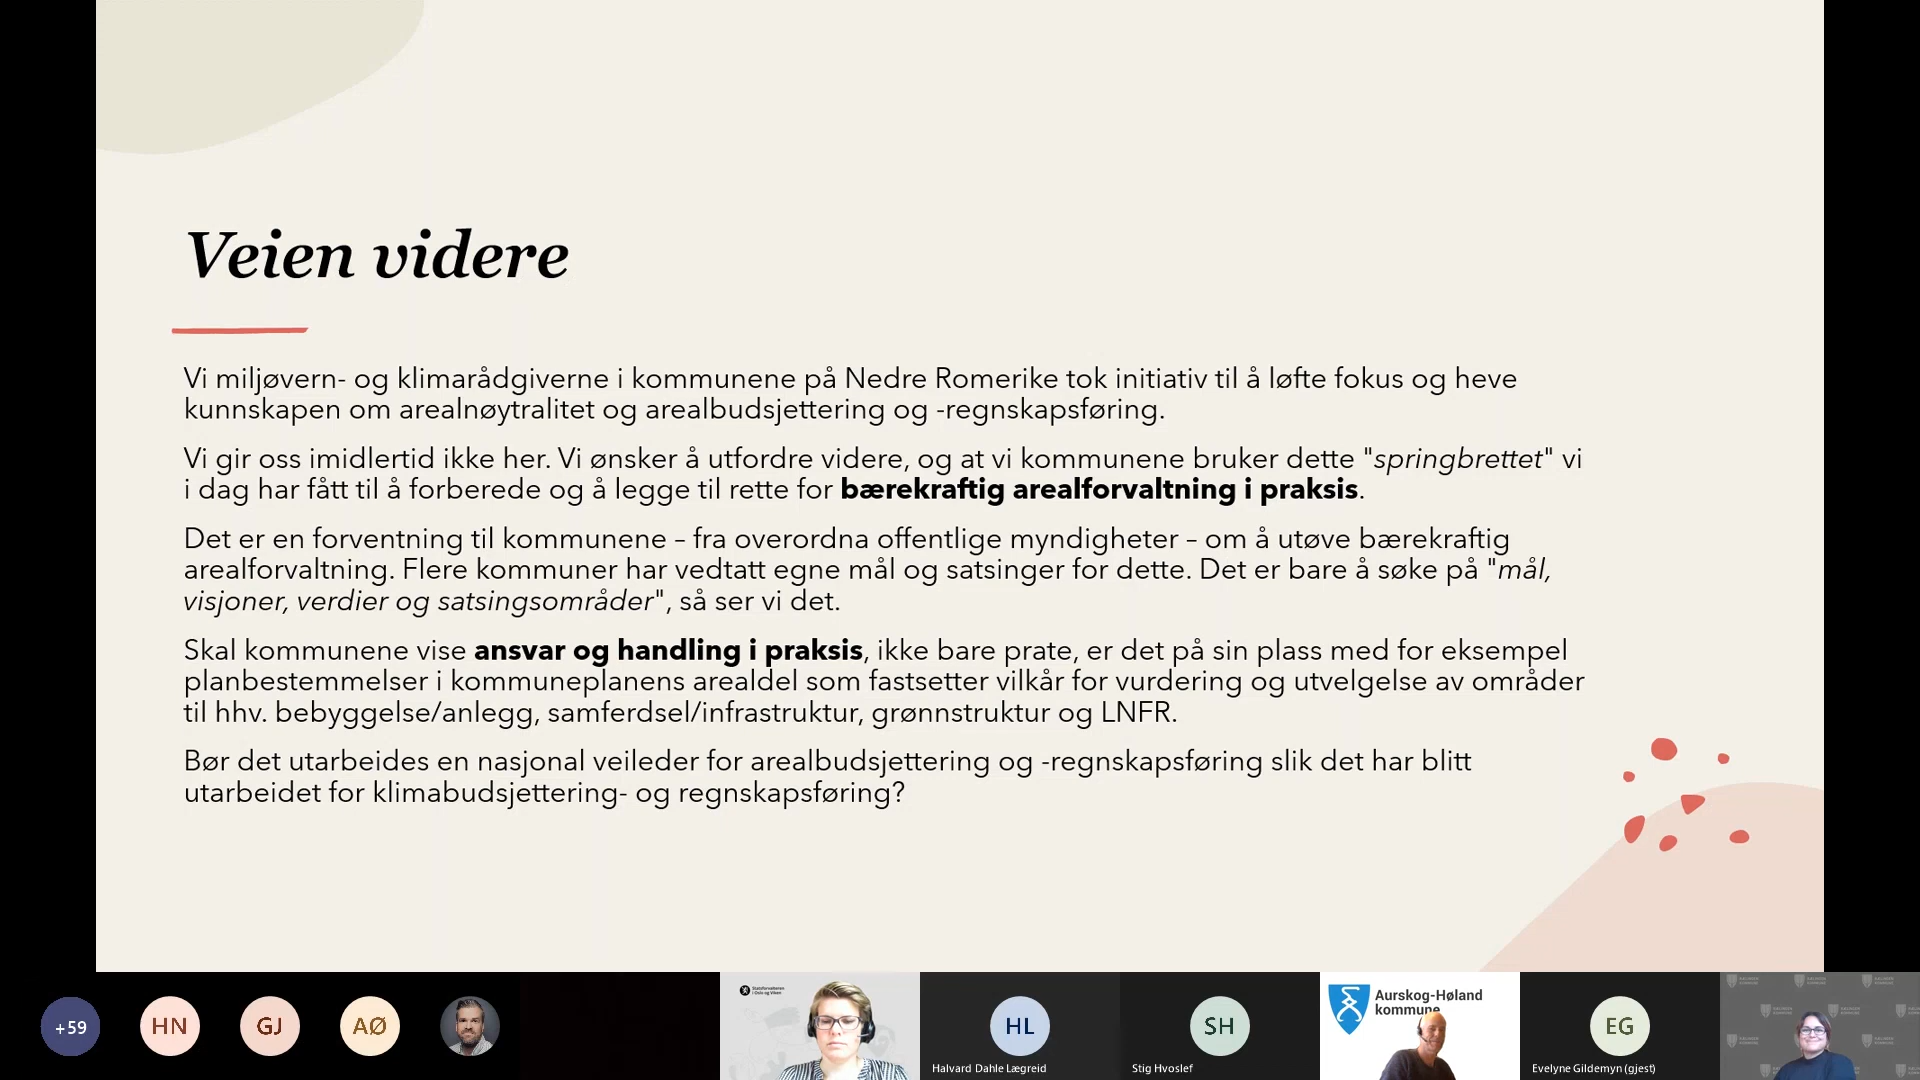 Veien videre
Vi miljøvern- og klimarådgiverne i kommunene på Nedre Romerike tok initiativ til å løfte fokus og heve
kunnskapen om arealnøytralitet og arealbudsjettering og -regnskapsføring.
Vi gir oss imidlertid ikke her. Vi ønsker å utfordre videre, og at vi kommunene bruker dette "springbrettet" vi
i dag har fått til å forberede og å legge til rette for bærekraftig arealforvaltning i praksis.
Det er en forventning til kommunene – fra overordna offentlige myndigheter – om å utøve bærekraftig
arealforvaltning. Flere kommuner har vedtatt egne mål og satsinger for dette. Det er bare å søke på "mål,
visjoner, verdier og satsingsområder", så ser vi det.
Skal kommunene vise ansvar og handling i praksis, ikke bare prate, er det på sin plass med for eksempel
planbestemmelser i kommuneplanens arealdel som fastsetter vilkår for vurdering og utvelgelse av områder
til hhv. bebyggelse/anlegg, samferdsel/infrastruktur, grønnstruktur og LNFR.
Bør det utarbeides en nasjonal veileder for arealbudsjettering og -regnskapsføring slik det har blitt
utarbeidet for klimabudsjettering- og regnskapsføring?
+59
HN
GJ
AØ
Statsforvalteren
i Oslo og Viken
HL
Halvard Dahle Lægreid
SH
Stig Hvoslef
Aurskog-Høland
kommune
EG
Evelyne Gildemyn (gjest)